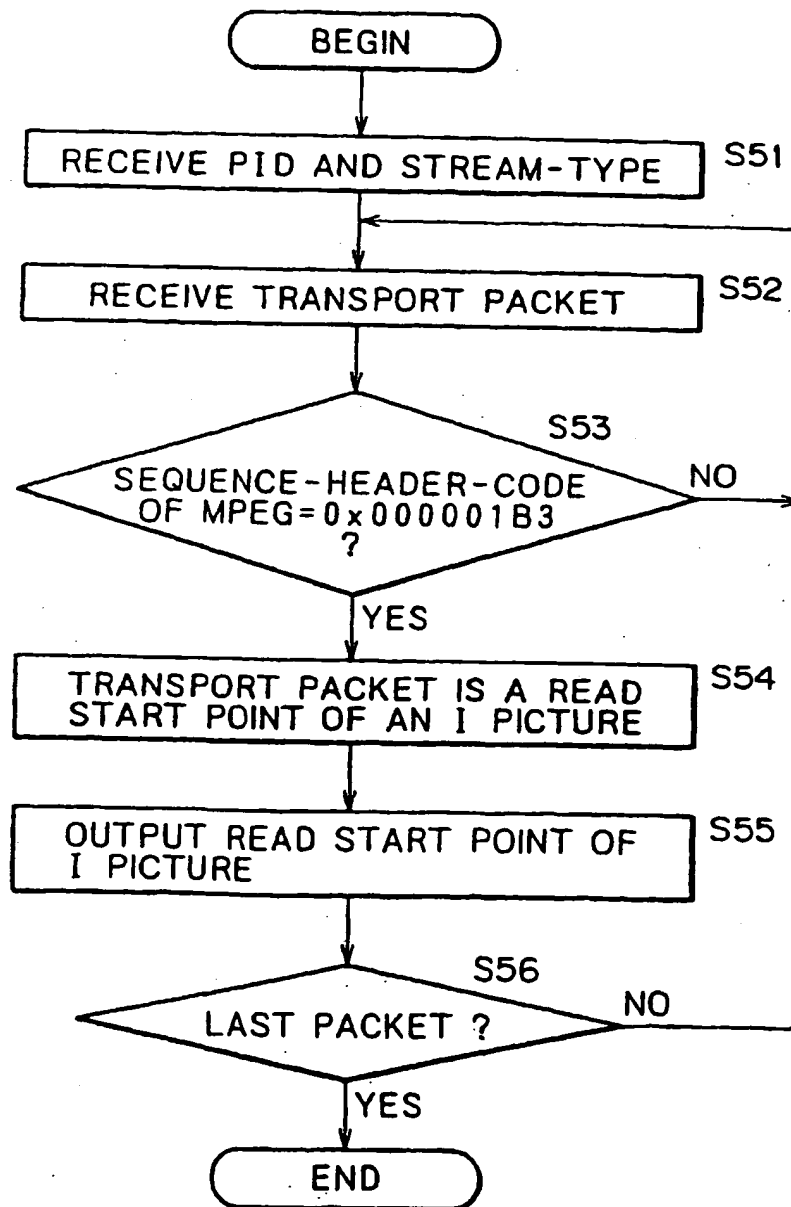 BEGIN
RECEIVE PID AND STREAM-TYPE
S51
RECEIVE TRANSPORT PACKET
S52
S53
SEQUENCE-HEADER-CODE
OF MPEG=0x000001B3
?
NO
YES
TRANSPORT PACKET IS A READ
START POINT OF AN I PICTURE
S54
OUTPUT READ START POINT OF
I PICTURE
S55
S56
LAST PACKET ?
NO
YES
END